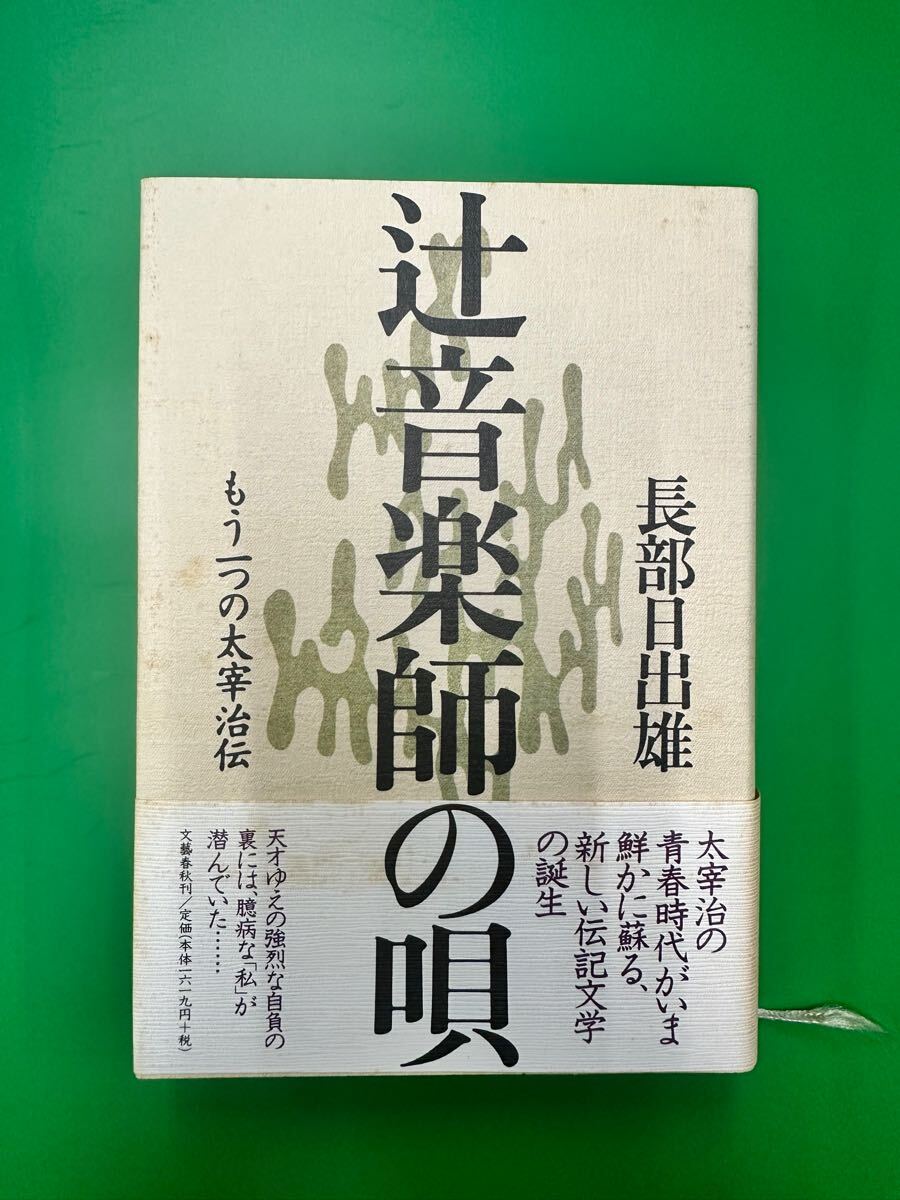 辻音楽師の唄
長部日出雄
もう一つの太宰治伝
太宰治の
青春時代がいま
鮮かに蘇る、
新しい伝記文学
の誕生
天才ゆえの強烈な自負の
裏には、臆病な「私」が
潜んでいた……
文藝春秋刊／定価(本体一六一九円＋税)